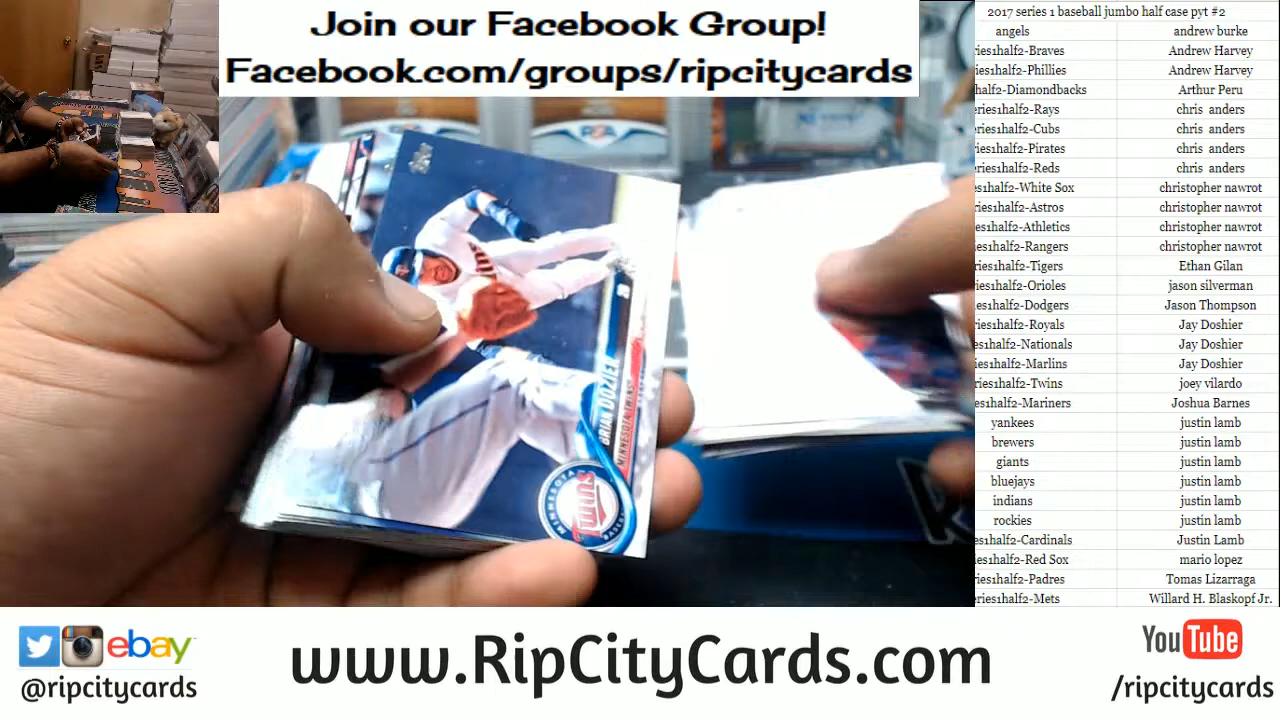 Join our Facebook Group!
Facebook.com/groups/ripcitycards
2017 series 1 baseball jumbo half case pyt #2
angels andrew burke
ries1half2-Braves Andrew Harvey
ries1half2-Phillies Andrew Harvey
half2-Diamondbacks Arthur Peru
eries1half2-Rays chris anders
eries1half2-Cubs chris anders
ries1half2-Pirates chris anders
eries1half2-Reds chris anders
es1half2-White Sox christopher nawrot
ries1half2-Astros christopher nawrot
es1half2-Athletics christopher nawrot
ies1half2-Rangers christopher nawrot
ries1half2-Tigers Ethan Gilan
ies1half2-Orioles jason silverman
es1half2-Dodgers Jason Thompson
ries1half2-Royals Jay Doshier
es1half2-Nationals Jay Doshier
ies1half2-Marlins Jay Doshier
ries1half2-Twins joey vilardo
es1half2-Mariners Joshua Barnes
yankees justin lamb
brewers justin lamb
giants justin lamb
bluejays justin lamb
indians justin lamb
rockies justin lamb
es1half2-Cardinals Justin Lamb
es1half2-Red Sox mario lopez
ries1half2-Padres Tomas Lizarraga
eries1half2-Mets Willard H. Blaskopf Jr.
BRIAN DOZIER
MINNESOTA TWINS
MINNESOTA
Twins
ebay
@ripcitycards
www.RipCityCards.com
YouTube
/ripcitycards